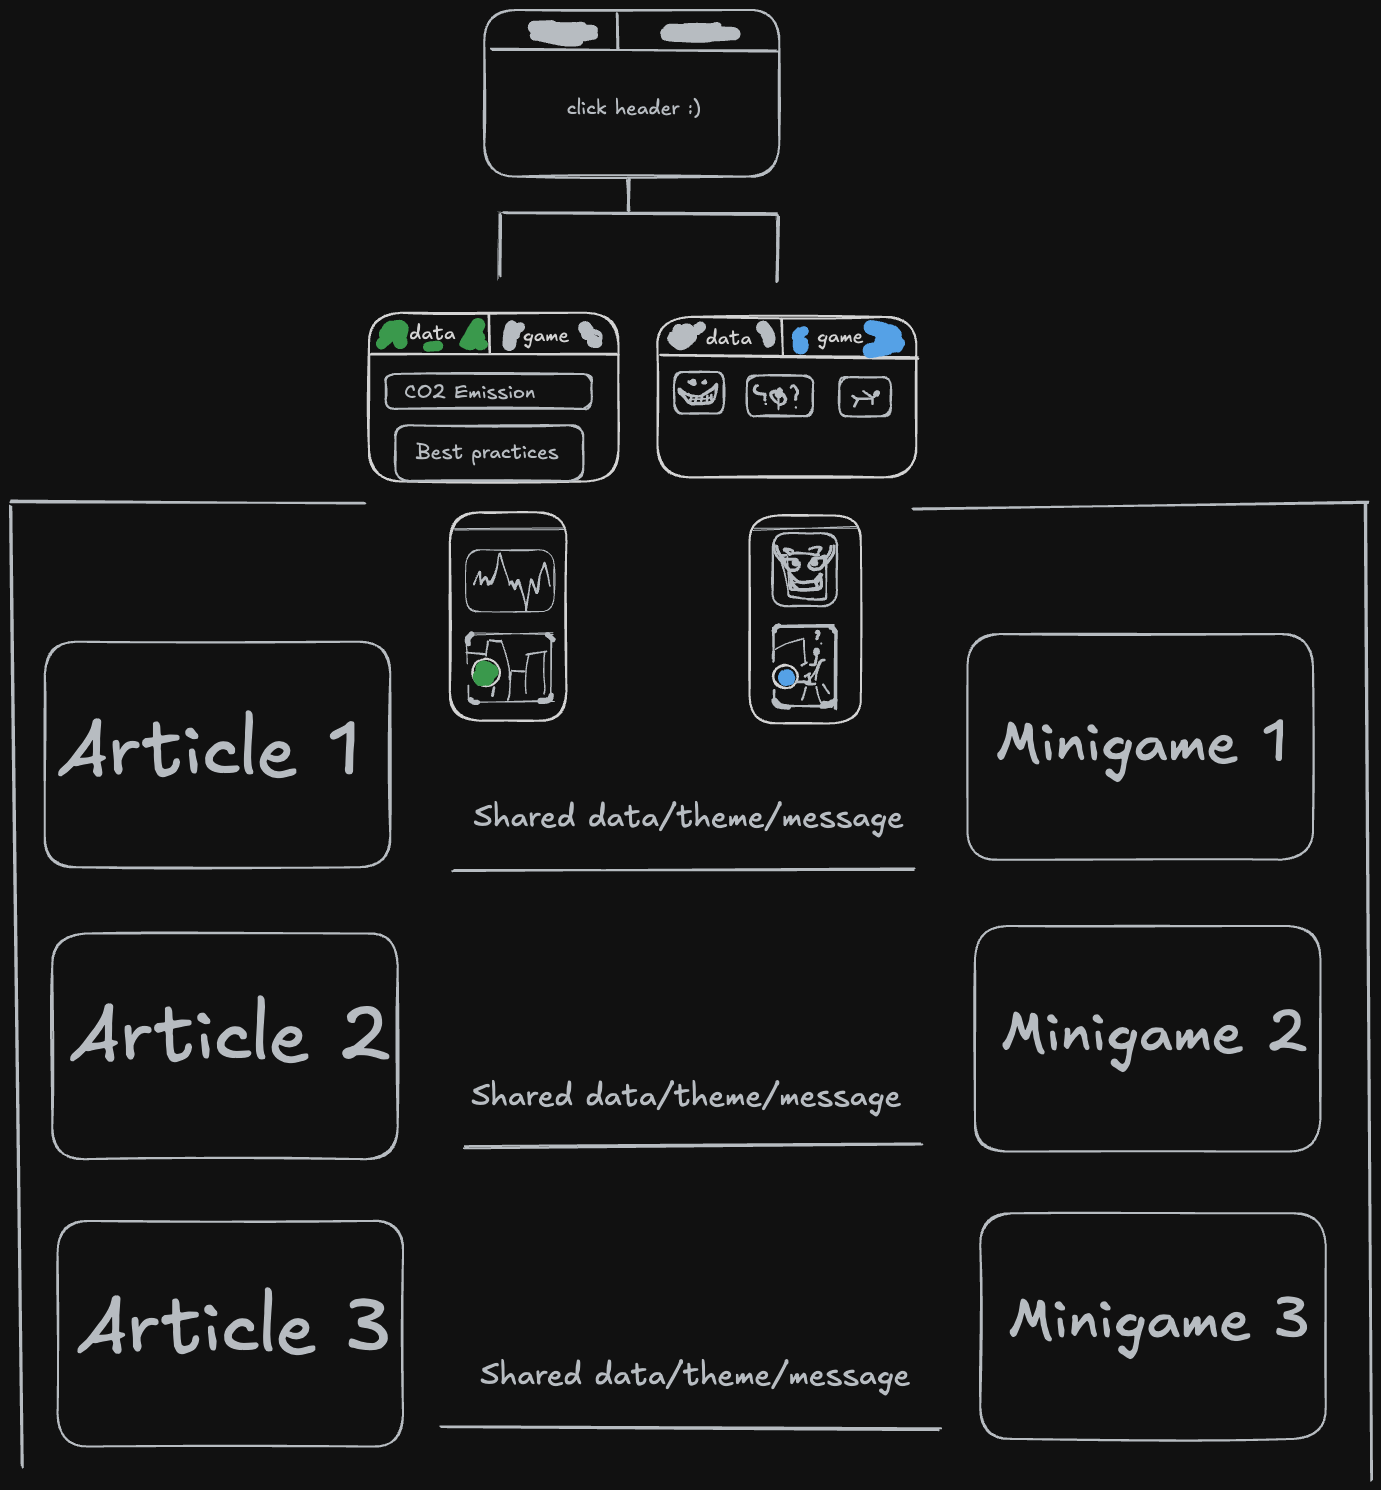 click header :)
data
game
data
game
CO2 Emission
Best practices
Article 1
Minigame 1
Shared data/theme/message
Article 2
Minigame 2
Shared data/theme/message
Article 3
Minigame 3
Shared data/theme/message